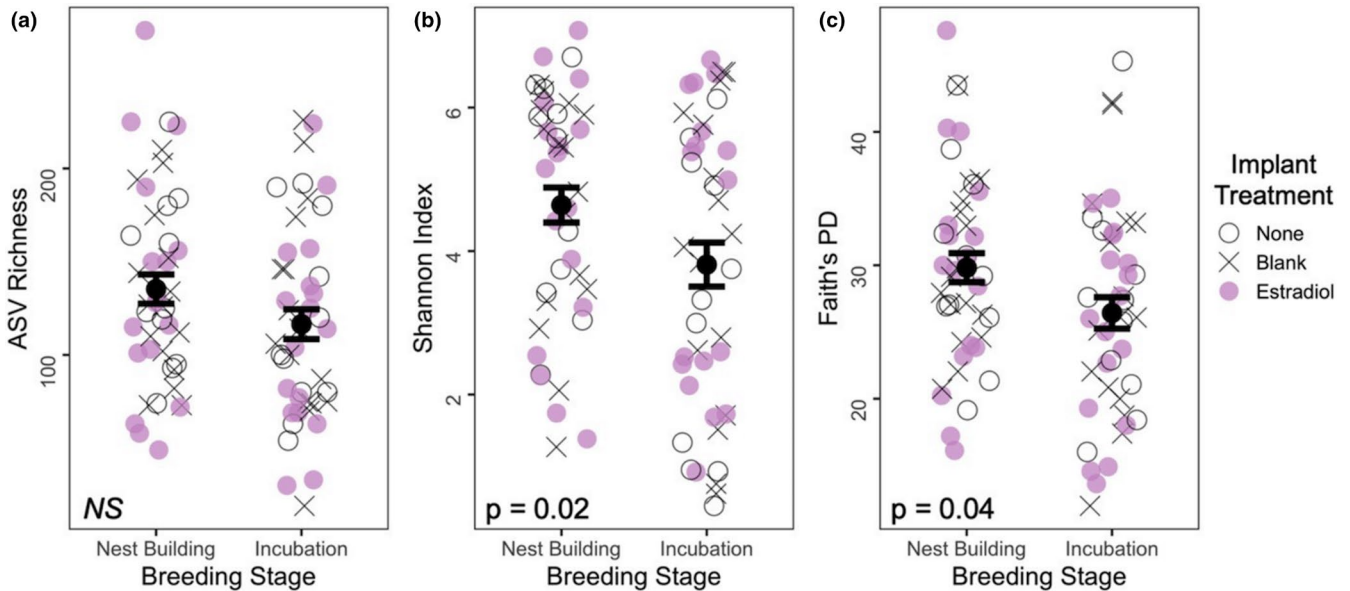 (a)
ASV Richness
200
100
NS
Nest Building
Incubation
Breeding Stage
(b)
Shannon Index
6
4
2
p = 0.02
Nest Building
Incubation
Breeding Stage
(c)
Faith's PD
40
30
20
p = 0.04
Nest Building
Incubation
Breeding Stage
Implant
Treatment
None
Blank
Estradiol